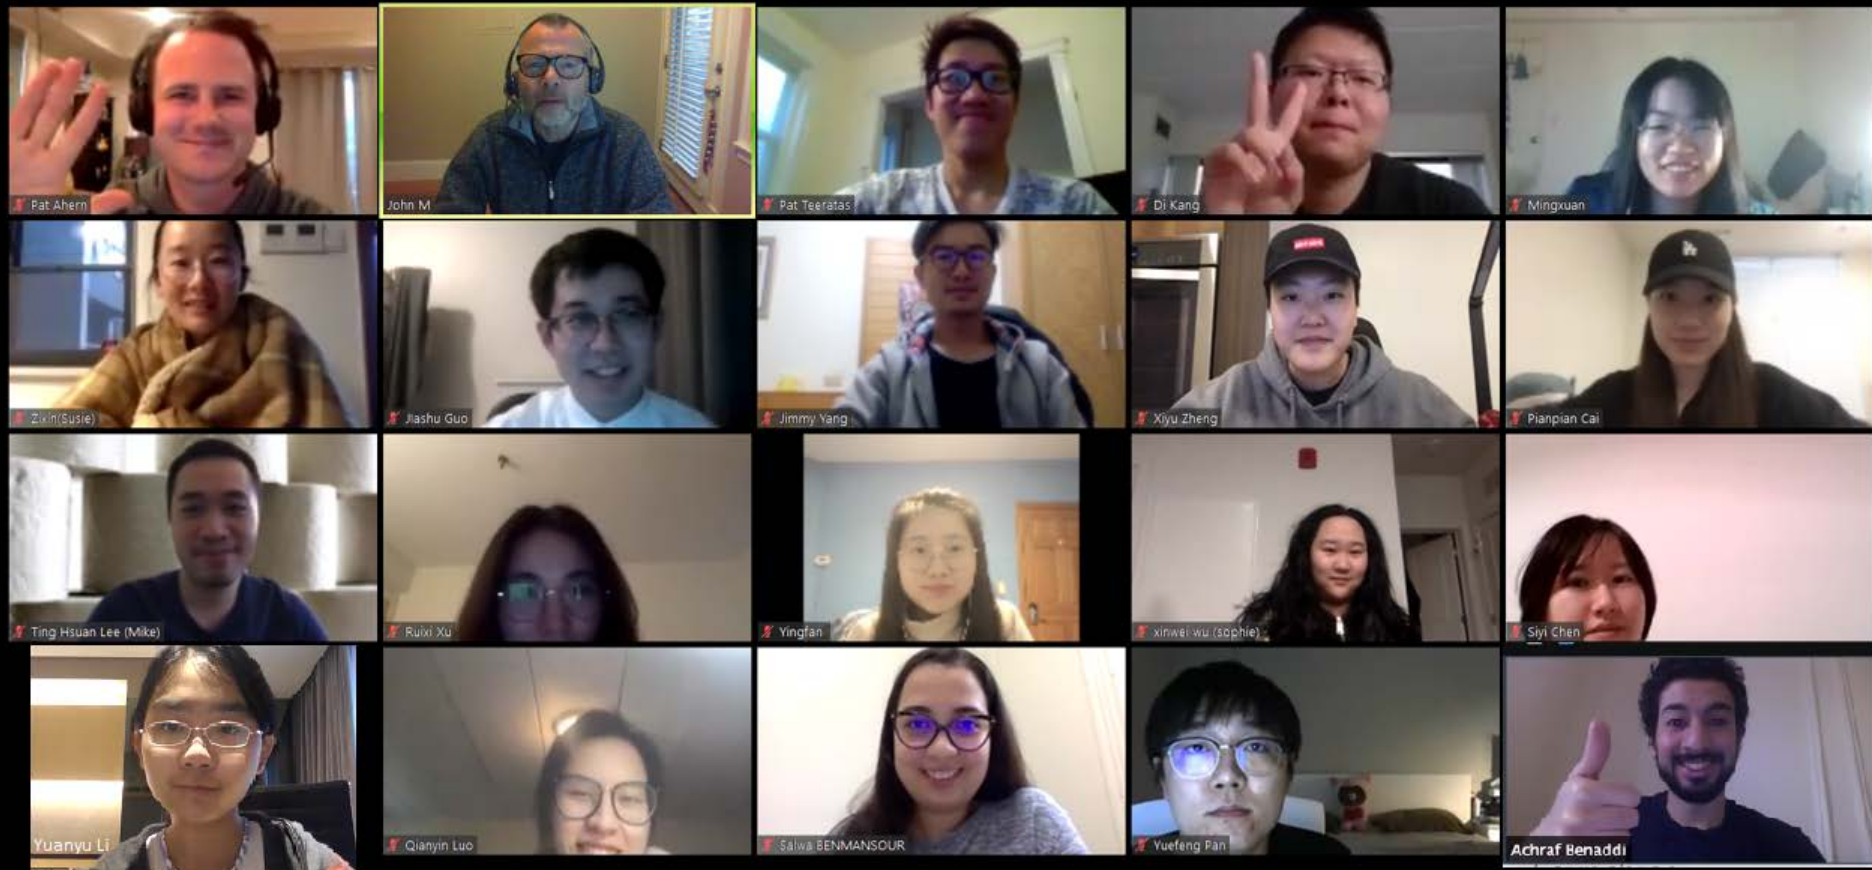 Pat Ahern
John M
Pat Teeratas
Di Kang
Mingxuan
Zixin(Susie)
Jiashu Guo
Jimmy Yang
Xiyu Zheng
Pianpian Cai
Ting Hsuan Lee (Mike)
Ruixi Xu
Yingfan
xinwei wu (sophie)
Siyi Chen
Yuanyu Li
Qianyin Luo
Salwa BENMANSOUR
Yuefeng Pan
Achraf Benaddi